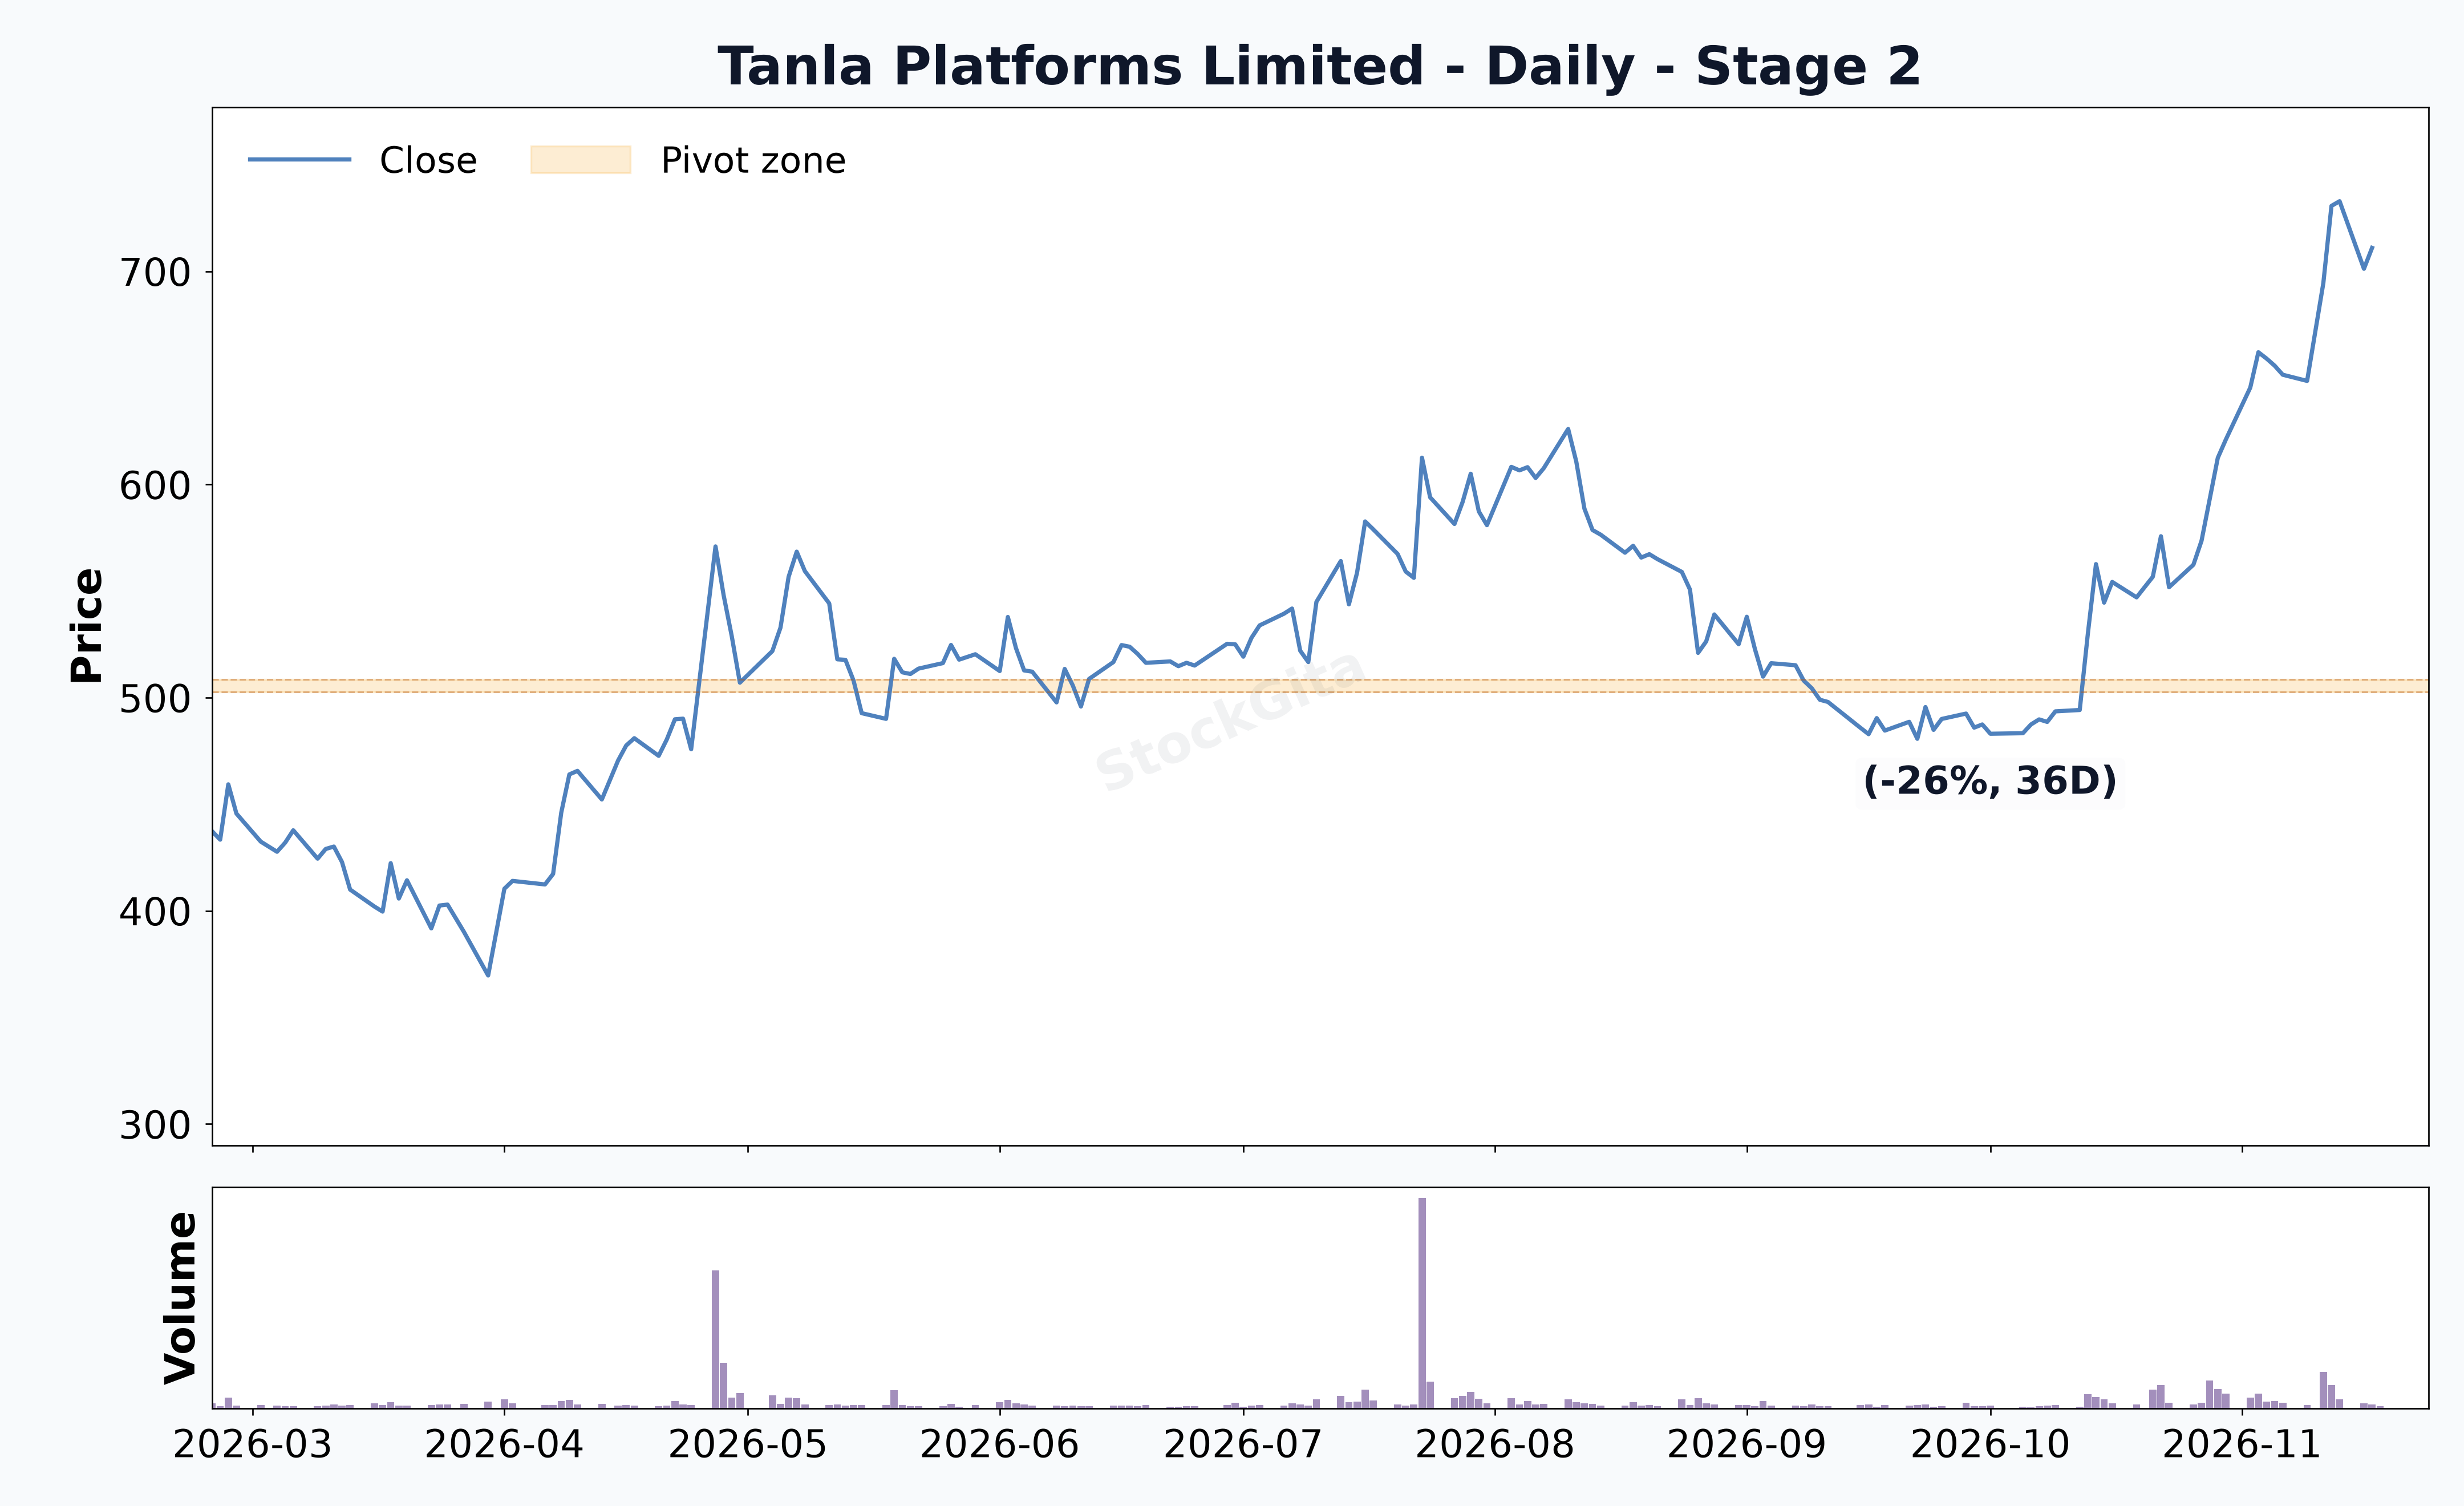 Tanla Platforms Limited - Daily - Stage 2
Close
Pivot zone
700
600
500
400
300
Price
StockGita
(-26%, 36D)
Volume
2026-03
2026-04
2026-05
2026-06
2026-07
2026-08
2026-09
2026-10
2026-11